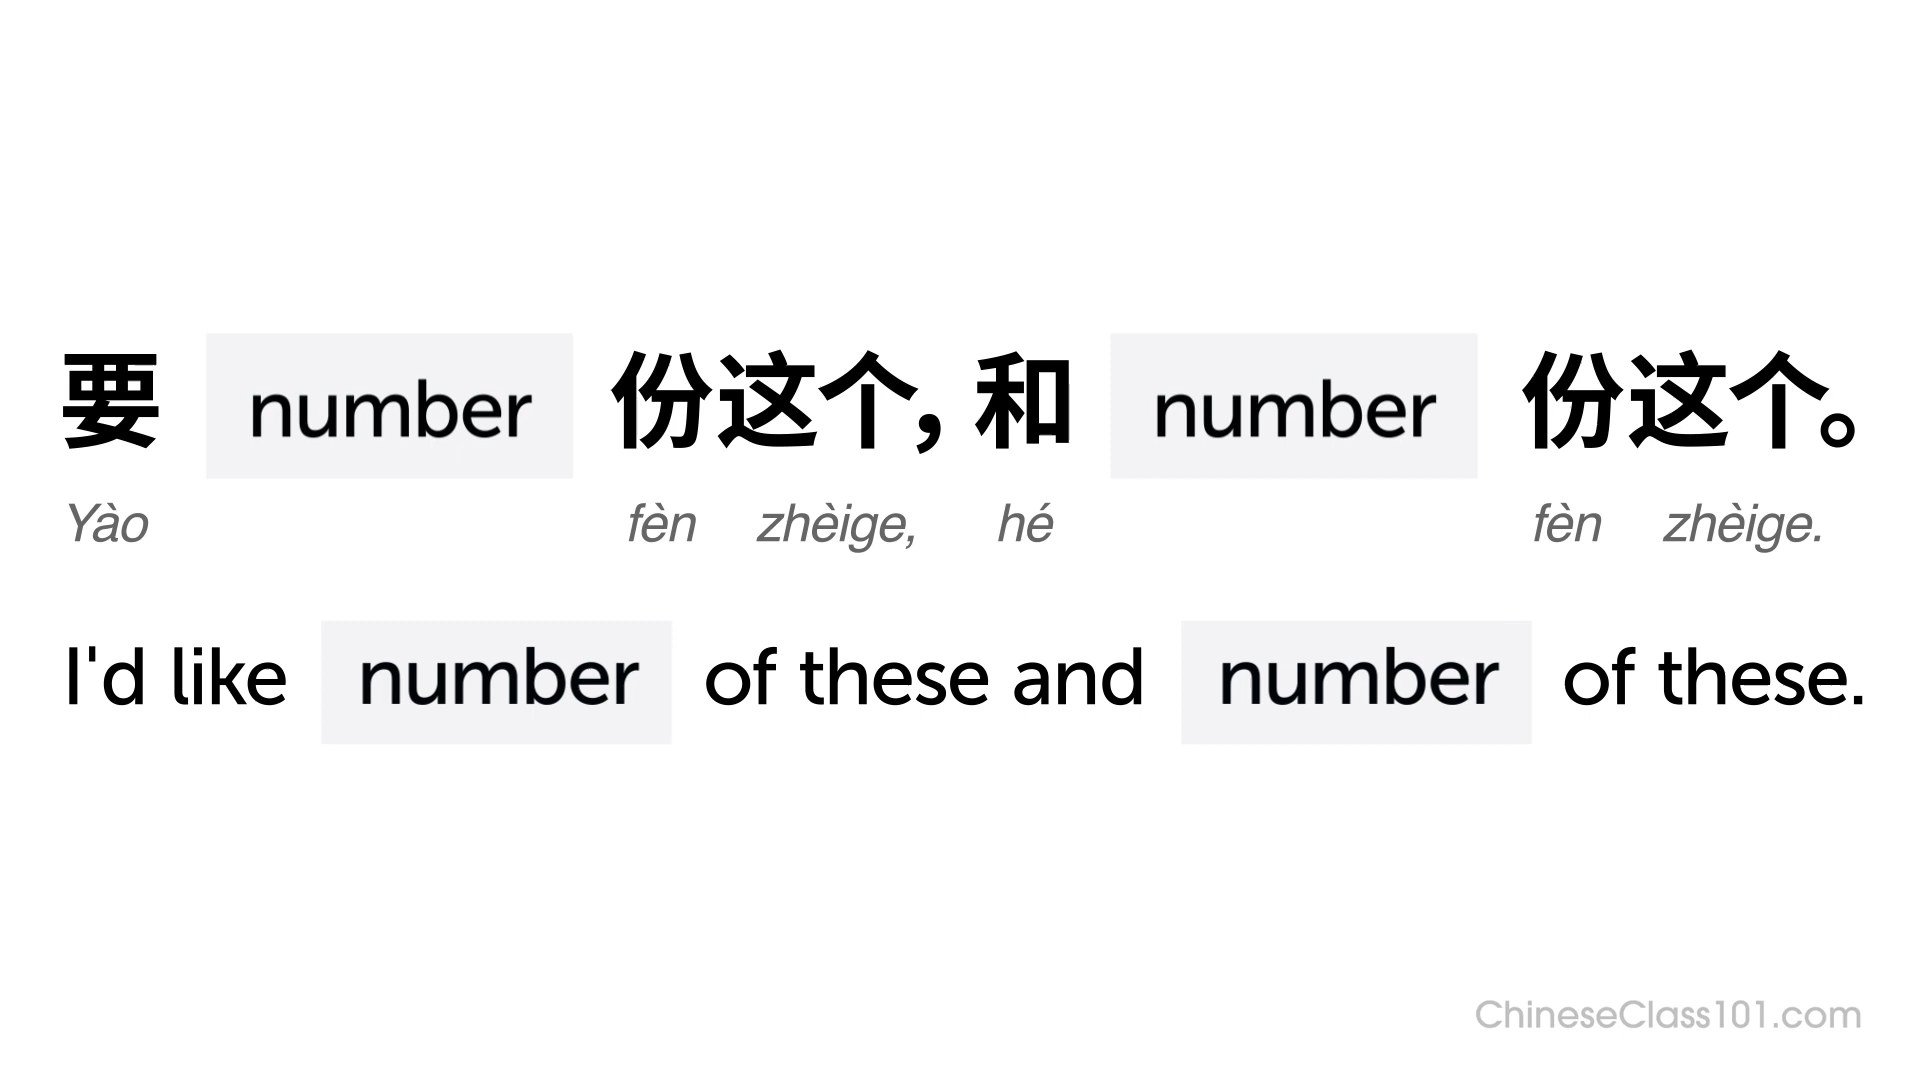 要 number 份这个，和 number 份这个。
Yào fèn zhèige, hé fèn zhèige.
I'd like number of these and number of these.
ChineseClass101.com